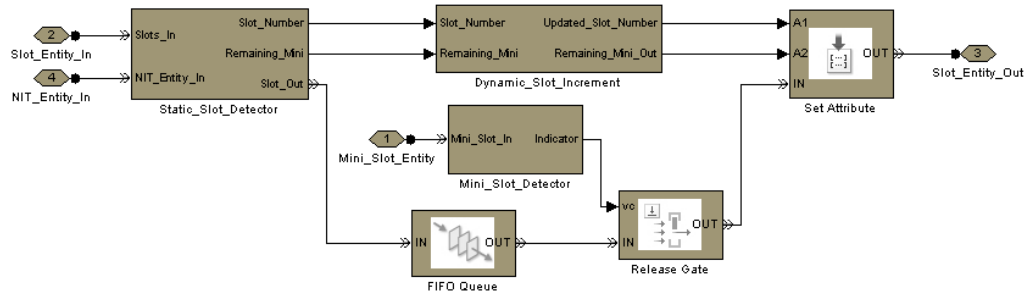 2
Slot_Entity_In
4
NIT_Entity_In
Slots_In
NIT_Entity_In
Slot_Number
Remaining_Mini
Slot_Out
Static_Slot_Detector
Slot_Number
Remaining_Mini
Updated_Slot_Number
Remaining_Mini_Out
Dynamic_Slot_Increment
A1
A2
IN
OUT
Set Attribute
3
Slot_Entity_Out
1
Mini_Slot_Entity
Mini_Slot_In
Indicator
Mini_Slot_Detector
IN
OUT
FIFO Queue
vc
IN
OUT
Release Gate